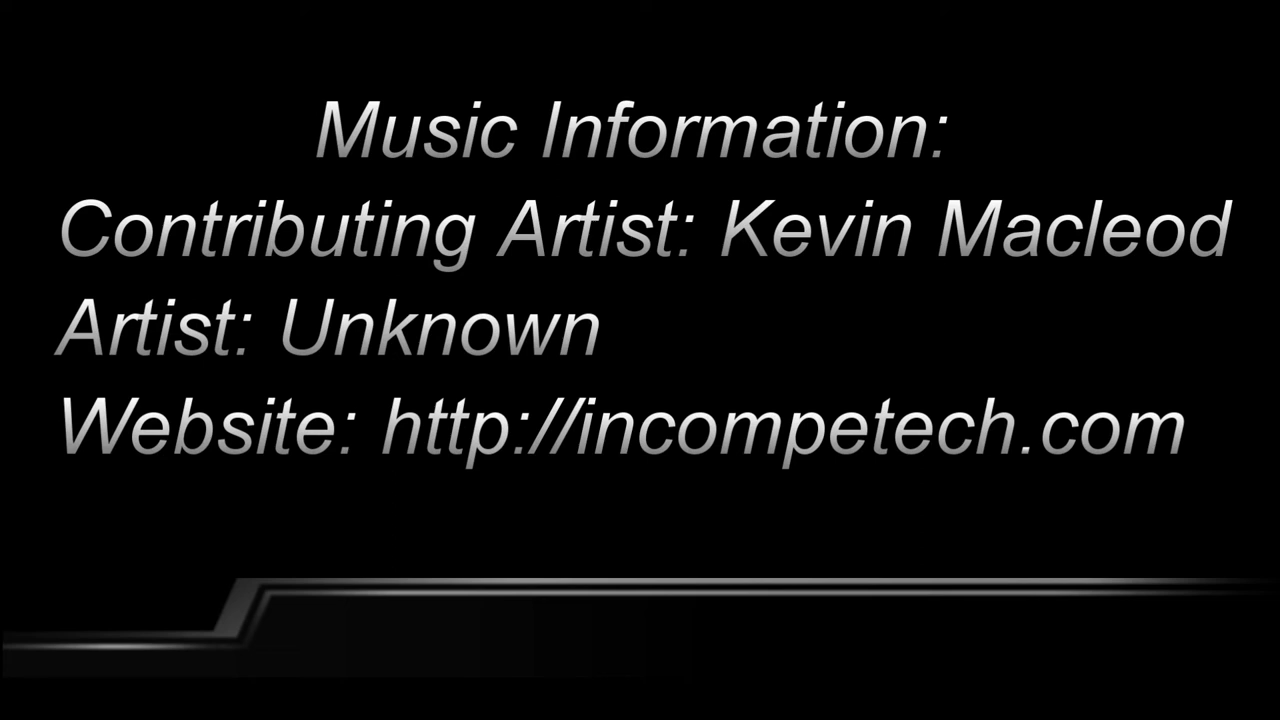 Music Information:
Contributing Artist: Kevin Macleod
Artist: Unknown
Website: http://incompetech.com